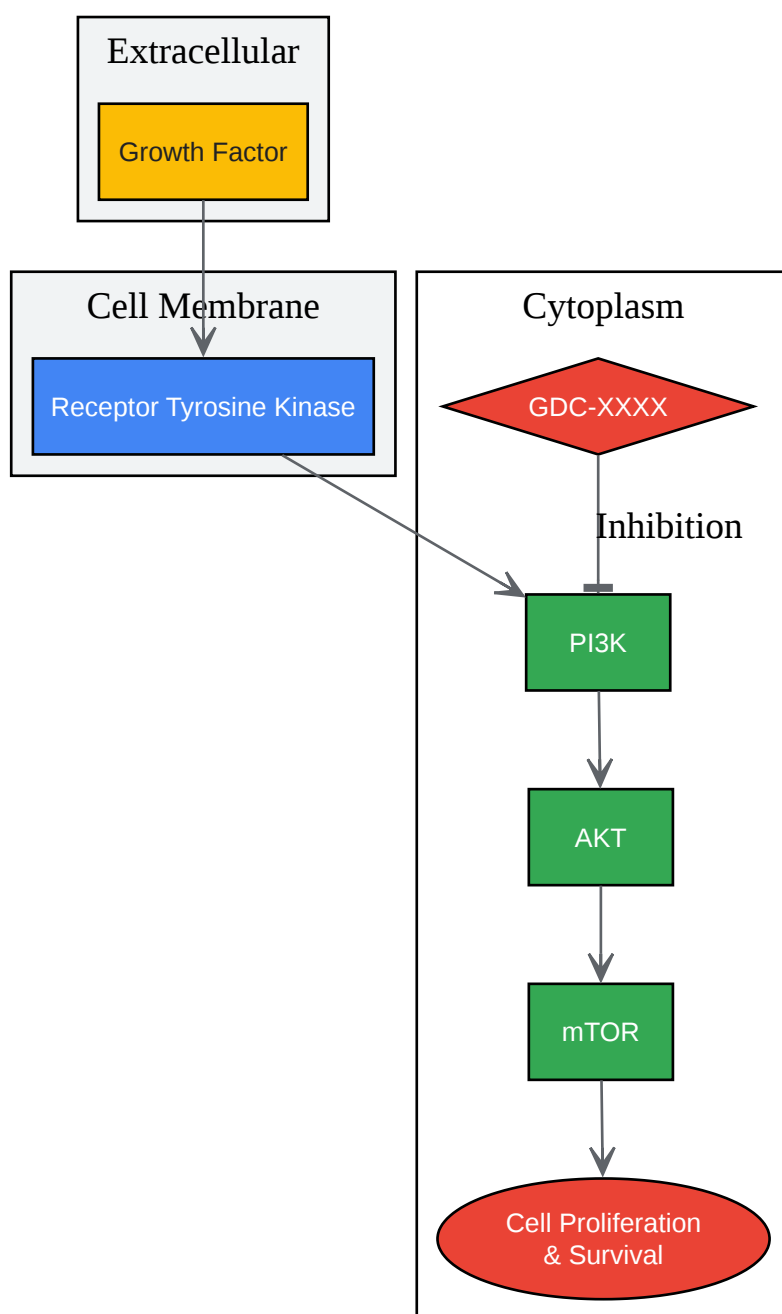 Extracellular
Growth Factor
Cell Membrane
Receptor Tyrosine Kinase
Cytoplasm
GDC-XXXX
Inhibition
PI3K
AKT
mTOR
Cell Proliferation
& Survival